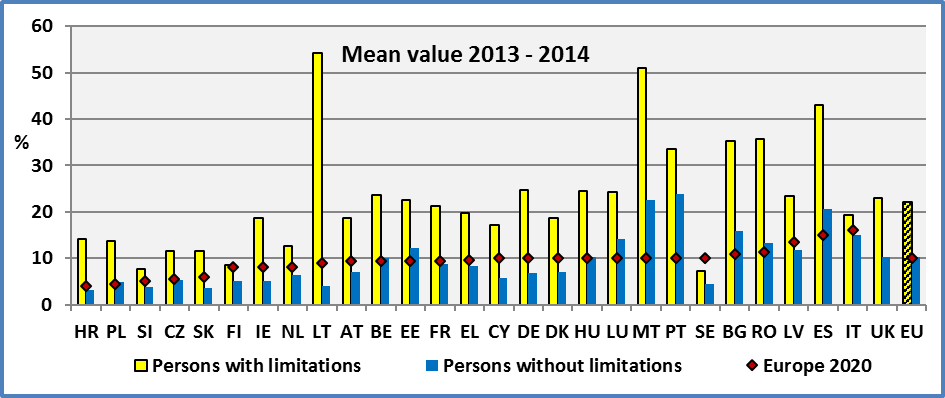 Mean value 2013 - 2014
60
50
40
%
30
20
10
0
HR PL SI CZ SK FI IE NL LT AT BE EE FR EL CY DE DK HU LU MT PT SE BG RO LV ES IT UK EU
Persons with limitations Persons without limitations Europe 2020